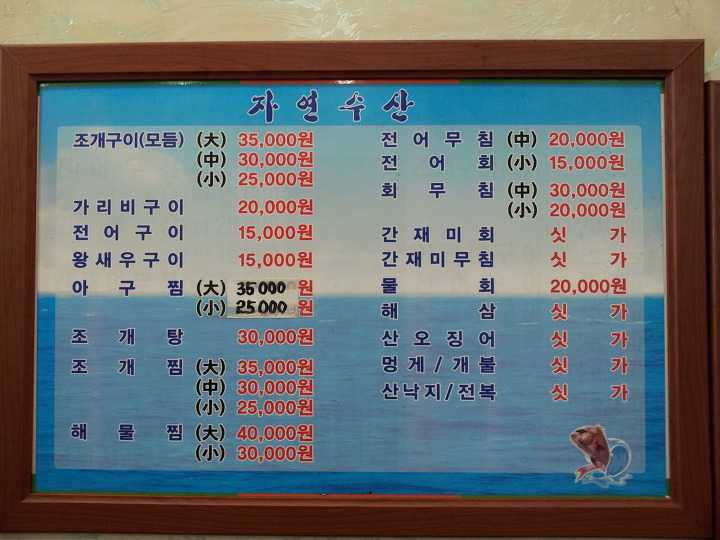 자연수산
조개구이(모듬) (大) 35,000원
(中) 30,000원
(小) 25,000원
가리비구이 20,000원
전어구이 15,000원
왕새우구이 15,000원
아구찜 (大) 35000 원
(小) 25000 원
조개탕 30,000원
조개찜 (大) 35,000원
(中) 30,000원
(小) 25,000원
해물찜 (大) 40,000원
(小) 30,000원
전어무침 (中) 20,000원
전어회 (小) 15,000원
회무침 (中) 30,000원
(小) 20,000원
간재미회 싯가
간재미무침 싯가
물회 20,000원
해삼 싯가
산오징어 싯가
멍게/개불 싯가
산낙지/전복 싯가